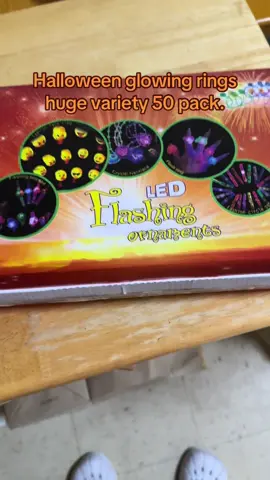 Halloween glowing rings
huge variety 50 pack.
LED
Flashing
ornaments